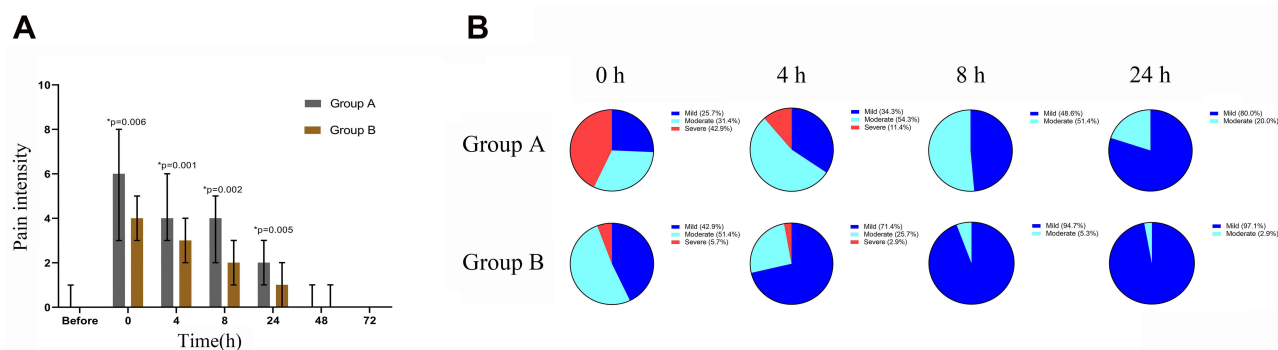 A
10
8
6
4
2
0
Pain intensity
Group A
Group B
*p=0.006
*p=0.001
*p=0.002
*p=0.005
Before 0 4 8 24 48 72
Time(h)
B
0 h 4 h 8 h 24 h
Group A
Mild (25.7%)
Moderate (31.4%)
Severe (42.9%)
Mild (34.3%)
Moderate (54.3%)
Severe (11.4%)
Mild (48.6%)
Moderate (51.4%)
Mild (80.0%)
Moderate (20.0%)
Group B
Mild (42.9%)
Moderate (51.4%)
Severe (5.7%)
Mild (71.4%)
Moderate (25.7%)
Severe (2.9%)
Mild (94.7%)
Moderate (5.3%)
Mild (97.1%)
Moderate (2.9%)